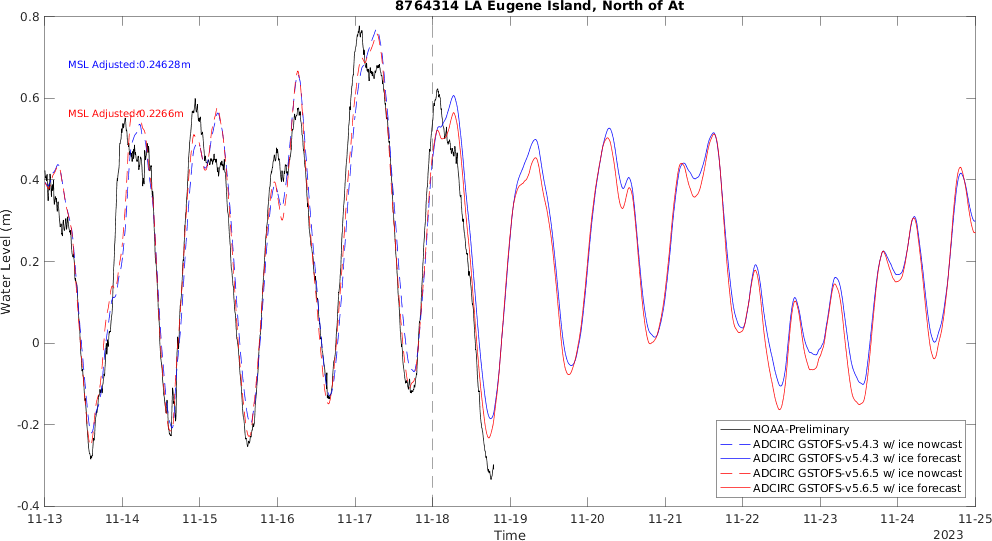 8764314 LA Eugene Island, North of At
0.8
MSL Adjusted:0.24628m
0.6
MSL Adjusted:0.2266m
0.4
Water Level (m)
0.2
0
-0.2
-0.4
NOAA-Preliminary
ADCIRC GSTOFS-v5.4.3 w/ ice nowcast
ADCIRC GSTOFS-v5.4.3 w/ ice forecast
ADCIRC GSTOFS-v5.6.5 w/ ice nowcast
ADCIRC GSTOFS-v5.6.5 w/ ice forecast
11-13 11-14 11-15 11-16 11-17 11-18 11-19 11-20 11-21 11-22 11-23 11-24 11-25
Time
2023